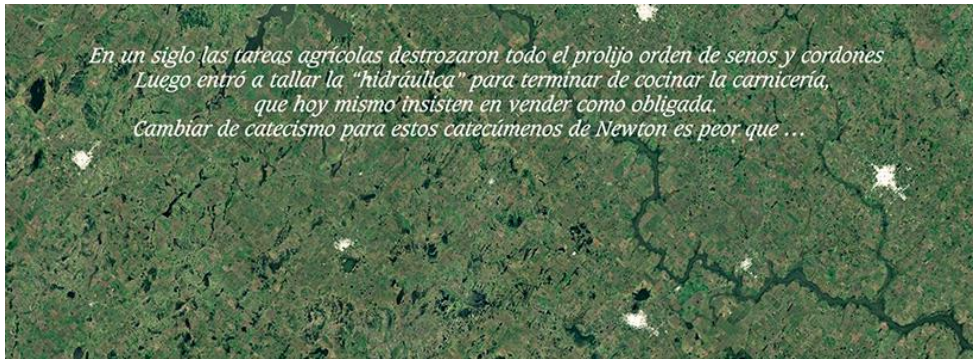 En un siglo las tareas agrícolas destrozaron todo el prolijo orden de senos y cordones
Luego entró a tallar la “hidráulica” para terminar de cocinar la carnicería,
que hoy mismo insisten en vender como obligada.
Cambiar de catecismo para estos catecúmenos de Newton es peor que ...